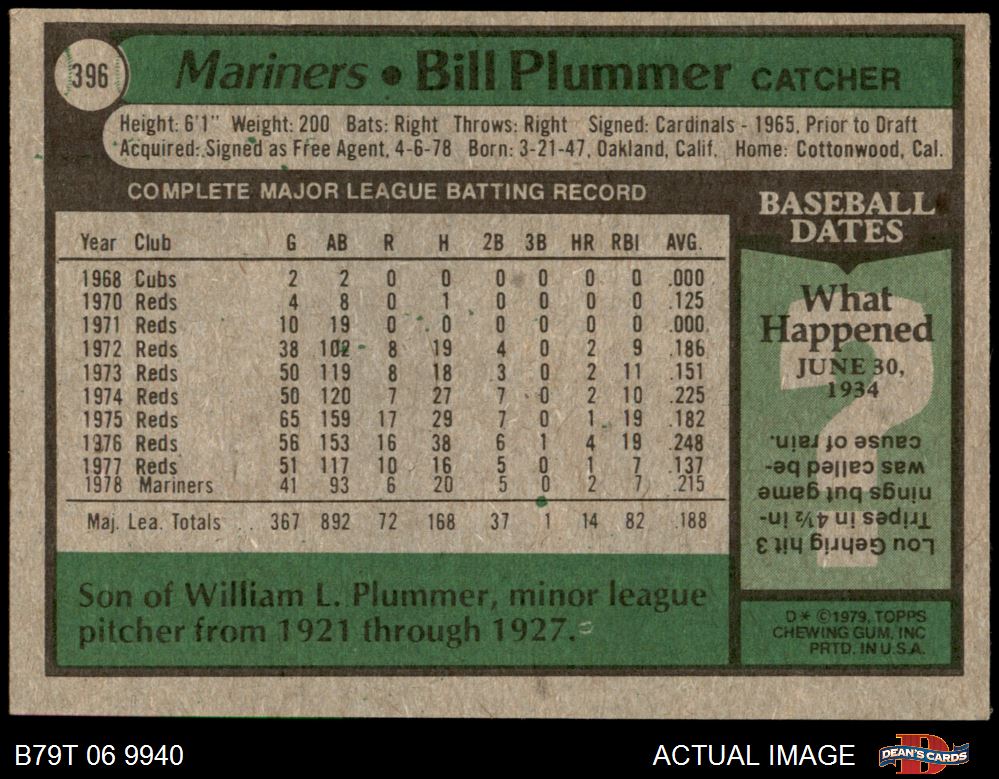 396
Mariners • Bill Plummer CATCHER
Height: 6'1" Weight: 200 Bats: Right Throws: Right Signed: Cardinals - 1965, Prior to Draft
Acquired: Signed as Free Agent, 4-6-78 Born: 3-21-47, Oakland, Calif. Home: Cottonwood, Cal.
COMPLETE MAJOR LEAGUE BATTING RECORD
Year Club G AB R H 2B 3B HR RBI AVG.
1968 Cubs 2 2 0 0 0 0 0 0 .000
1970 Reds 4 8 0 1 0 0 0 0 .125
1971 Reds 10 19 0 0 0 0 0 0 .000
1972 Reds 38 102 8 19 4 0 2 9 .186
1973 Reds 50 119 8 18 3 0 2 11 .151
1974 Reds 50 120 7 27 7 0 2 10 .225
1975 Reds 65 159 17 29 7 0 1 19 .182
1976 Reds 56 153 16 38 6 1 4 19 .248
1977 Reds 51 117 10 16 5 0 1 7 .137
1978 Mariners 41 93 6 20 5 0 2 7 .215
Maj. Lea. Totals .. 367 892 72 168 37 1 14 82 .188
Son of William L. Plummer, minor league
pitcher from 1921 through 1927.
BASEBALL
DATES
What
Happened
JUNE 30,
1934
?
Lou Gehrig hit 3
Tripes in 4½ in-
nings but game
was called be-
cause of rain.
D* ©1979, TOPPS
CHEWING GUM, INC
PRTD. IN U.S.A.
B79T 06 9940
ACTUAL IMAGE
D
DEAN'S CARDS